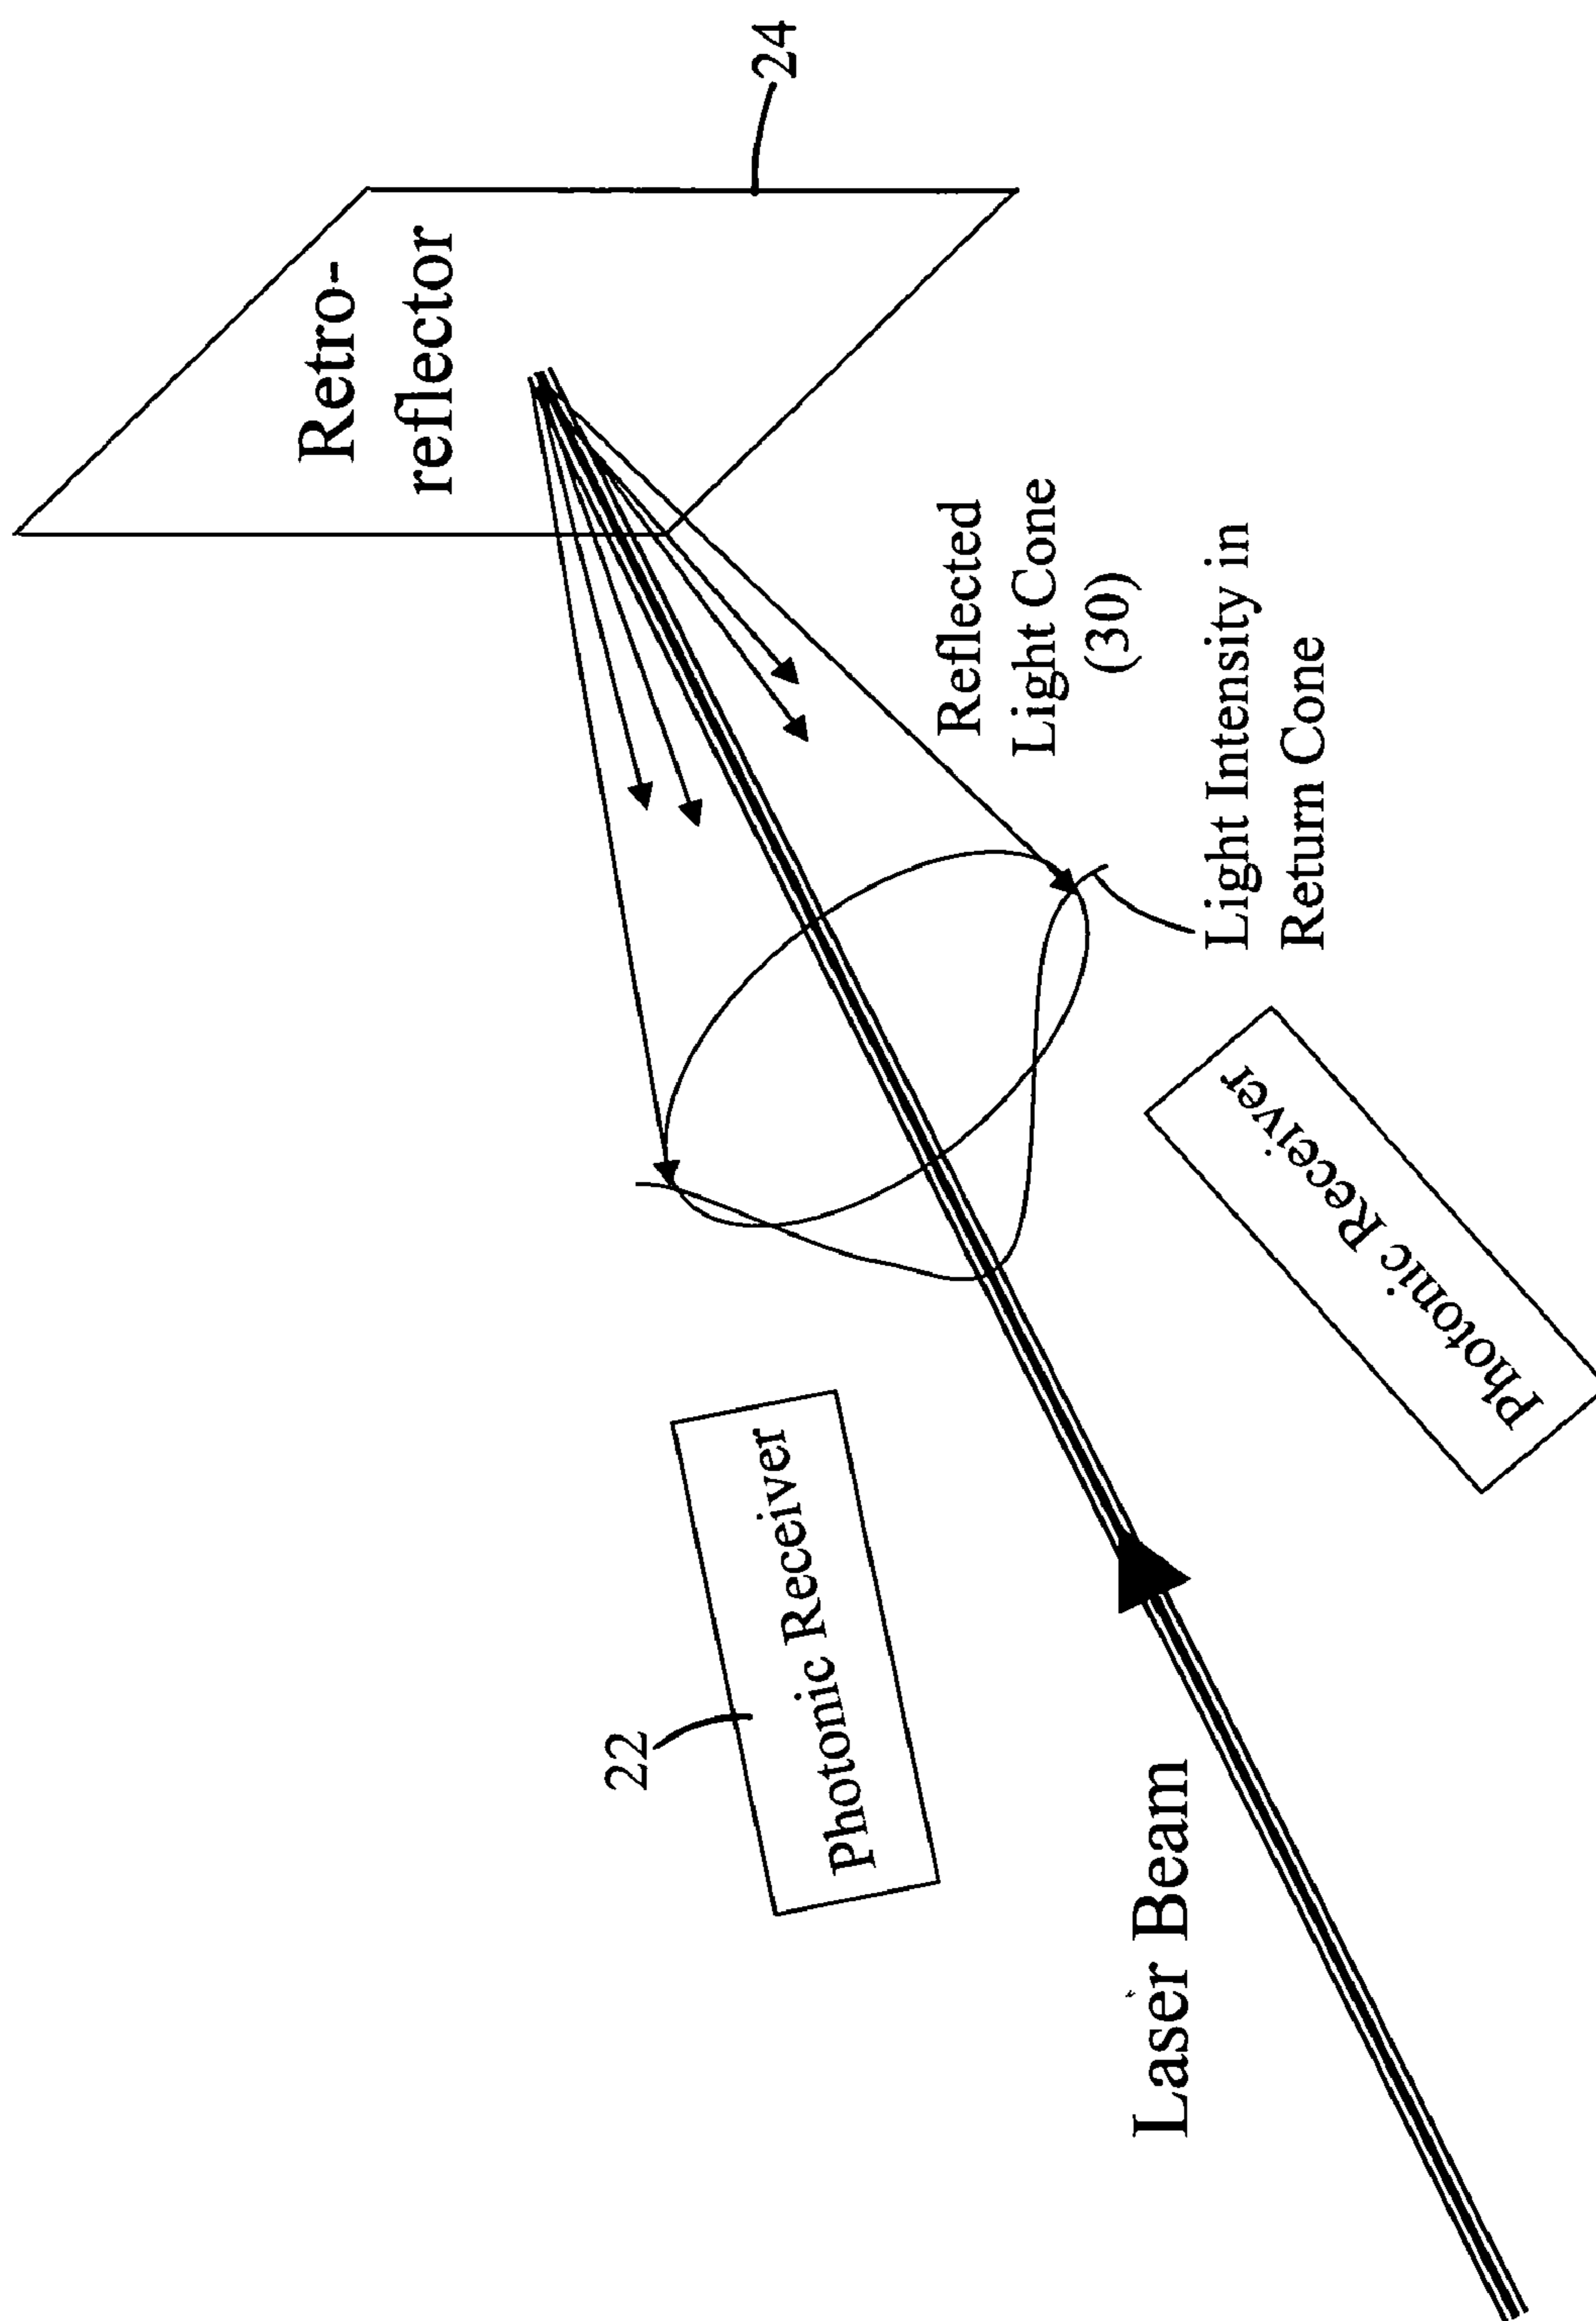 24
Retro-
reflector
Reflected
Light Cone
(30)
Light Intensity in
Return Cone
22
Photonic Receiver
Photonic Receiver
Laser Beam